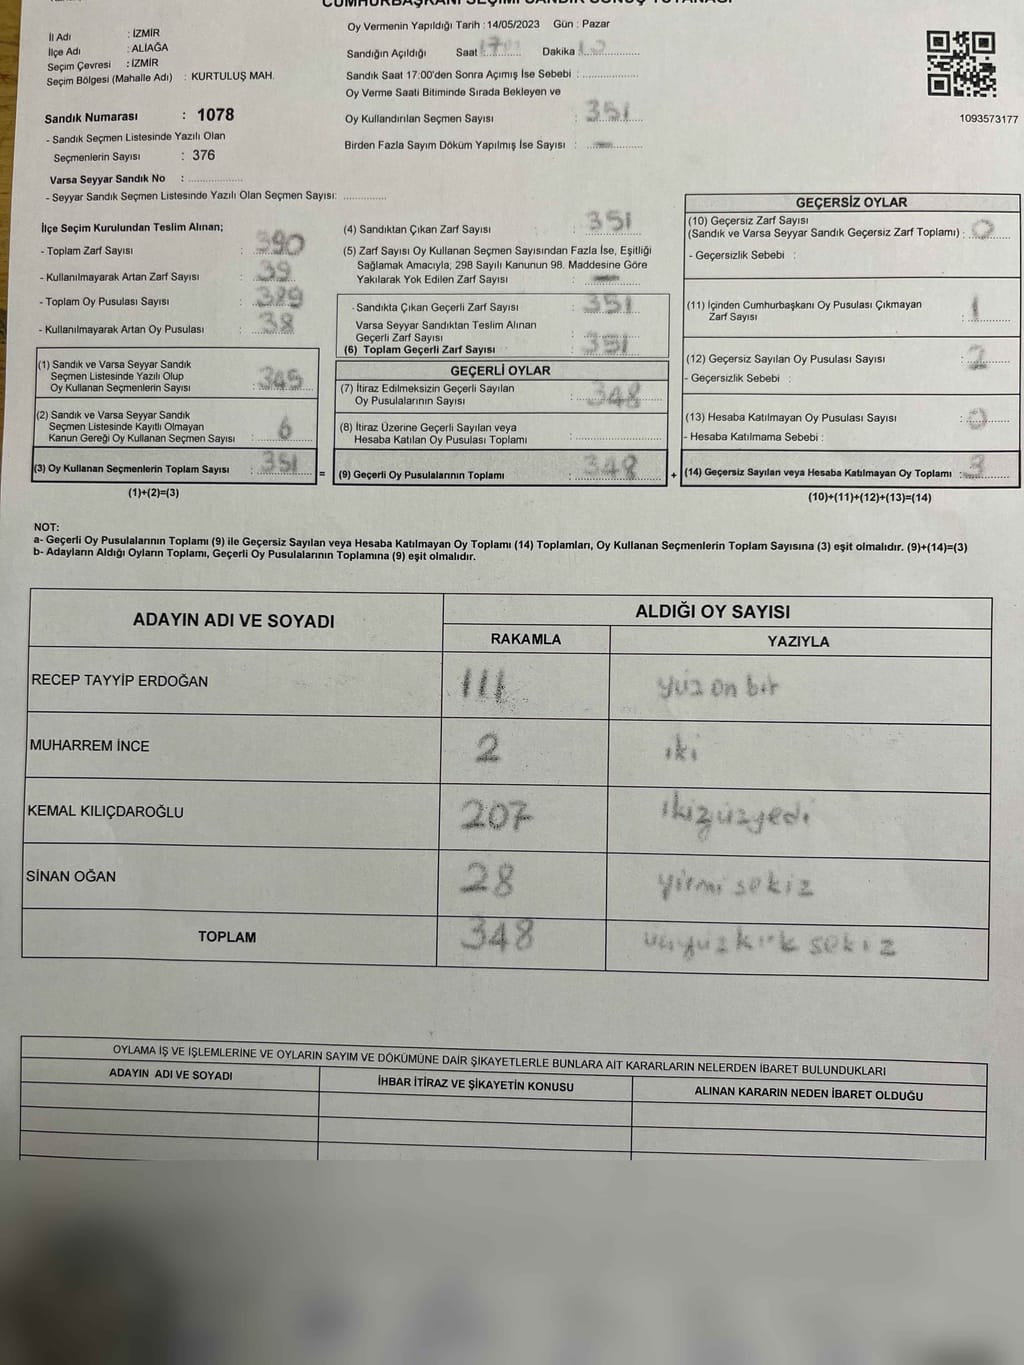 CUMHURBAŞKANI SEÇİMİ SANDIK SONUÇ TUTANAĞI
İl Adı : İZMİR
İlçe Adı : ALİAĞA
Seçim Çevresi : İZMİR
Seçim Bölgesi (Mahalle Adı) : KURTULUŞ MAH.
Sandık Numarası : 1078
- Sandık Seçmen Listesinde Yazılı Olan
Seçmenlerin Sayısı : 376
Varsa Seyyar Sandık No :
- Seyyar Sandık Seçmen Listesinde Yazılı Olan Seçmen Sayısı:
Oy Vermenin Yapıldığı Tarih : 14/05/2023 Gün : Pazar
Sandığın Açıldığı Saat Dakika :
Sandık Saat 17:00'den Sonra Açımış İse Sebebi :
Oy Verme Saati Bitiminde Sırada Bekleyen ve
Oy Kullandırılan Seçmen Sayısı : 351
Birden Fazla Sayım Döküm Yapılmış İse Sayısı :
1093573177
İlçe Seçim Kurulundan Teslim Alınan;
- Toplam Zarf Sayısı : 390
- Kullanılmayarak Artan Zarf Sayısı : 39
- Toplam Oy Pusulası Sayısı : 389
- Kullanılmayarak Artan Oy Pusulası : 38
(1) Sandık ve Varsa Seyyar Sandık
Seçmen Listesinde Yazılı Olup
Oy Kullanan Seçmenlerin Sayısı : 345
(2) Sandık ve Varsa Seyyar Sandık
Seçmen Listesinde Kayıtlı Olmayan
Kanun Gereği Oy Kullanan Seçmen Sayısı : 6
(3) Oy Kullanan Seçmenlerin Toplam Sayısı : 351
(1)+(2)=(3)
(4) Sandıktan Çıkan Zarf Sayısı : 351
(5) Zarf Sayısı Oy Kullanan Seçmen Sayısından Fazla İse, Eşitliği
Sağlamak Amacıyla, 298 Sayılı Kanunun 98. Maddesine Göre
Yakılarak Yok Edilen Zarf Sayısı :
- Sandıkta Çıkan Geçerli Zarf Sayısı : 351
Varsa Seyyar Sandıktan Teslim Alınan
Geçerli Zarf Sayısı :
(6) Toplam Geçerli Zarf Sayısı : 351
GEÇERLİ OYLAR
(7) İtiraz Edilmeksizin Geçerli Sayılan
Oy Pusulalarının Sayısı : 348
(8) İtiraz Üzerine Geçerli Sayılan veya
Hesaba Katılan Oy Pusulası Toplamı :
= (9) Geçerli Oy Pusulalarının Toplamı : 348
GEÇERSİZ OYLAR
(10) Geçersiz Zarf Sayısı
(Sandık ve Varsa Seyyar Sandık Geçersiz Zarf Toplamı) : 0
- Geçersizlik Sebebi :
(11) İçinden Cumhurbaşkanı Oy Pusulası Çıkmayan
Zarf Sayısı : 1
(12) Geçersiz Sayılan Oy Pusulası Sayısı : 2
- Geçersizlik Sebebi :
(13) Hesaba Katılmayan Oy Pusulası Sayısı : 0
- Hesaba Katılmama Sebebi :
+ (14) Geçersiz Sayılan veya Hesaba Katılmayan Oy Toplamı : 3
(10)+(11)+(12)+(13)=(14)
NOT:
a- Geçerli Oy Pusulalarının Toplamı (9) ile Geçersiz Sayılan veya Hesaba Katılmayan Oy Toplamı (14) Toplamları, Oy Kullanan Seçmenlerin Toplam Sayısına (3) eşit olmalıdır. (9)+(14)=(3)
b- Adayların Aldığı Oyların Toplamı, Geçerli Oy Pusulalarının Toplamına (9) eşit olmalıdır.
ADAYIN ADI VE SOYADI ALDIĞI OY SAYISI
RAKAMLA YAZIYLA
RECEP TAYYİP ERDOĞAN 111 yüz on bir
MUHARREM İNCE 2 iki
KEMAL KILIÇDAROĞLU 207 ikiyüzyedi
SİNAN OĞAN 28 yirmi sekiz
TOPLAM 348 üçyüz kırk sekiz
OYLAMA İŞ VE İŞLEMLERİNE VE OYLARIN SAYIM VE DÖKÜMÜNE DAİR ŞİKAYETLERLE BUNLARA AİT KARARLARIN NELERDEN İBARET BULUNDUKLARI
ADAYIN ADI VE SOYADI İHBAR İTİRAZ VE ŞİKAYETİN KONUSU ALINAN KARARIN NEDEN İBARET OLDUĞU